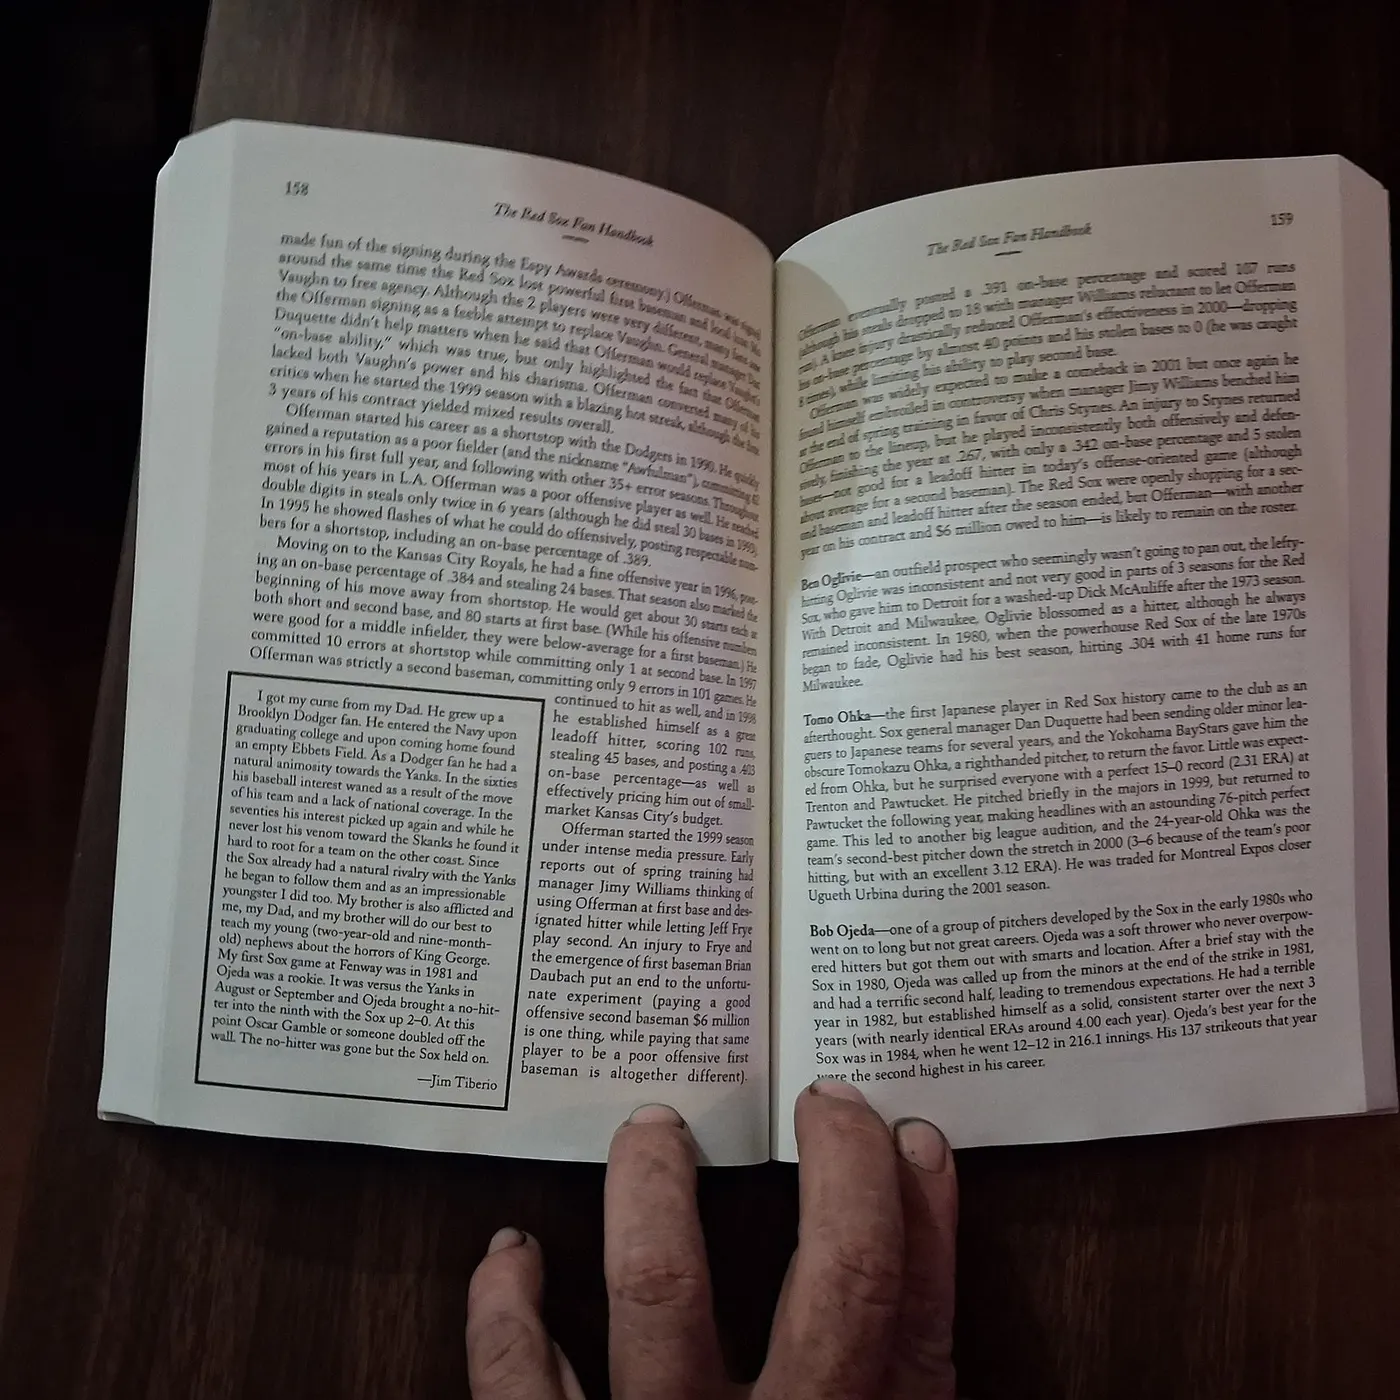 158
The Red Sox Fan Handbook
made fun of the signing during the Espy Awards ceremony.) Offerman was signed
around the same time the Red Sox lost powerful first baseman and local icon Mo
Vaughn to free agency. Although the 2 players were very different, many fans saw
the Offerman signing as a feeble attempt to replace Vaughn. General manager Dan
Duquette didn't help matters when he said that Offerman would replace Vaughn's
"on-base ability," which was true, but only highlighted the fact that Offerman
lacked both Vaughn's power and his charisma. Offerman converted many of his
critics when he started the 1999 season with a blazing hot streak, although the first
3 years of his contract yielded mixed results overall.
Offerman started his career as a shortstop with the Dodgers in 1990. He quickly
gained a reputation as a poor fielder (and the nickname "Awfulman"), committing 42
errors in his first full year, and following with other 35+ error seasons. Throughout
most of his years in L.A. Offerman was a poor offensive player as well. He reached
double digits in steals only twice in 6 years (although he did steal 30 bases in 1993).
In 1995 he showed flashes of what he could do offensively, posting respectable num-
bers for a shortstop, including an on-base percentage of .389.
Moving on to the Kansas City Royals, he had a fine offensive year in 1996, post-
ing an on-base percentage of .384 and stealing 24 bases. That season also marked the
beginning of his move away from shortstop. He would get about 30 starts each at
both short and second base, and 80 starts at first base. (While his offensive numbers
were good for a middle infielder, they were below-average for a first baseman.) He
committed 10 errors at shortstop while committing only 1 at second base. In 1997
Offerman was strictly a second baseman, committing only 9 errors in 101 games. He
continued to hit as well, and in 1998
he established himself as a great
leadoff hitter, scoring 102 runs,
stealing 45 bases, and posting a .403
on-base percentage—as well as
effectively pricing him out of small-
market Kansas City's budget.
Offerman started the 1999 season
under intense media pressure. Early
reports out of spring training had
manager Jimy Williams thinking of
using Offerman at first base and des-
ignated hitter while letting Jeff Frye
play second. An injury to Frye and
the emergence of first baseman Brian
Daubach put an end to the unfortu-
nate experiment (paying a good
offensive second baseman $6 million
is one thing, while paying that same
player to be a poor offensive first
baseman is altogether different).
I got my curse from my Dad. He grew up a
Brooklyn Dodger fan. He entered the Navy upon
graduating college and upon coming home found
an empty Ebbets Field. As a Dodger fan he had a
natural animosity towards the Yanks. In the sixties
his baseball interest waned as a result of the move
of his team and a lack of national coverage. In the
seventies his interest picked up again and while he
never lost his venom toward the Skanks he found it
hard to root for a team on the other coast. Since
the Sox already had a natural rivalry with the Yanks
he began to follow them and as an impressionable
youngster I did too. My brother is also afflicted and
me, my Dad, and my brother will do our best to
teach my young (two-year-old and nine-month-
old) nephews about the horrors of King George.
My first Sox game at Fenway was in 1981 and
Ojeda was a rookie. It was versus the Yanks in
August or September and Ojeda brought a no-hit-
ter into the ninth with the Sox up 2–0. At this
point Oscar Gamble or someone doubled off the
wall. The no-hitter was gone but the Sox held on.
—Jim Tiberio
The Red Sox Fan Handbook
159
Offerman eventually posted a .391 on-base percentage and scored 107 runs
(although his steals dropped to 18 with manager Williams reluctant to let Offerman
run). A knee injury drastically reduced Offerman's effectiveness in 2000—dropping
his on-base percentage by almost 40 points and his stolen bases to 0 (he was caught
8 times), while limiting his ability to play second base.
Offerman was widely expected to make a comeback in 2001 but once again he
found himself embroiled in controversy when manager Jimy Williams benched him
at the end of spring training in favor of Chris Stynes. An injury to Stynes returned
Offerman to the lineup, but he played inconsistently both offensively and defen-
sively, finishing the year at .267, with only a .342 on-base percentage and 5 stolen
bases—not good for a leadoff hitter in today's offense-oriented game (although
about average for a second baseman). The Red Sox were openly shopping for a sec-
ond baseman and leadoff hitter after the season ended, but Offerman—with another
year on his contract and $6 million owed to him—is likely to remain on the roster.
Ben Oglivie—an outfield prospect who seemingly wasn't going to pan out, the lefty-
hitting Oglivie was inconsistent and not very good in parts of 3 seasons for the Red
Sox, who gave him to Detroit for a washed-up Dick McAuliffe after the 1973 season.
With Detroit and Milwaukee, Oglivie blossomed as a hitter, although he always
remained inconsistent. In 1980, when the powerhouse Red Sox of the late 1970s
began to fade, Oglivie had his best season, hitting .304 with 41 home runs for
Milwaukee.
Tomo Ohka—the first Japanese player in Red Sox history came to the club as an
afterthought. Sox general manager Dan Duquette had been sending older minor lea-
guers to Japanese teams for several years, and the Yokohama BayStars gave him the
obscure Tomokazu Ohka, a righthanded pitcher, to return the favor. Little was expect-
ed from Ohka, but he surprised everyone with a perfect 15–0 record (2.31 ERA) at
Trenton and Pawtucket. He pitched briefly in the majors in 1999, but returned to
Pawtucket the following year, making headlines with an astounding 76-pitch perfect
game. This led to another big league audition, and the 24-year-old Ohka was the
team's second-best pitcher down the stretch in 2000 (3–6 because of the team's poor
hitting, but with an excellent 3.12 ERA). He was traded for Montreal Expos closer
Ugueth Urbina during the 2001 season.
Bob Ojeda—one of a group of pitchers developed by the Sox in the early 1980s who
went on to long but not great careers. Ojeda was a soft thrower who never overpow-
ered hitters but got them out with smarts and location. After a brief stay with the
Sox in 1980, Ojeda was called up from the minors at the end of the strike in 1981,
and had a terrific second half, leading to tremendous expectations. He had a terrible
year in 1982, but established himself as a solid, consistent starter over the next 3
years (with nearly identical ERAs around 4.00 each year). Ojeda's best year for the
Sox was in 1984, when he went 12–12 in 216.1 innings. His 137 strikeouts that year
were the second highest in his career.